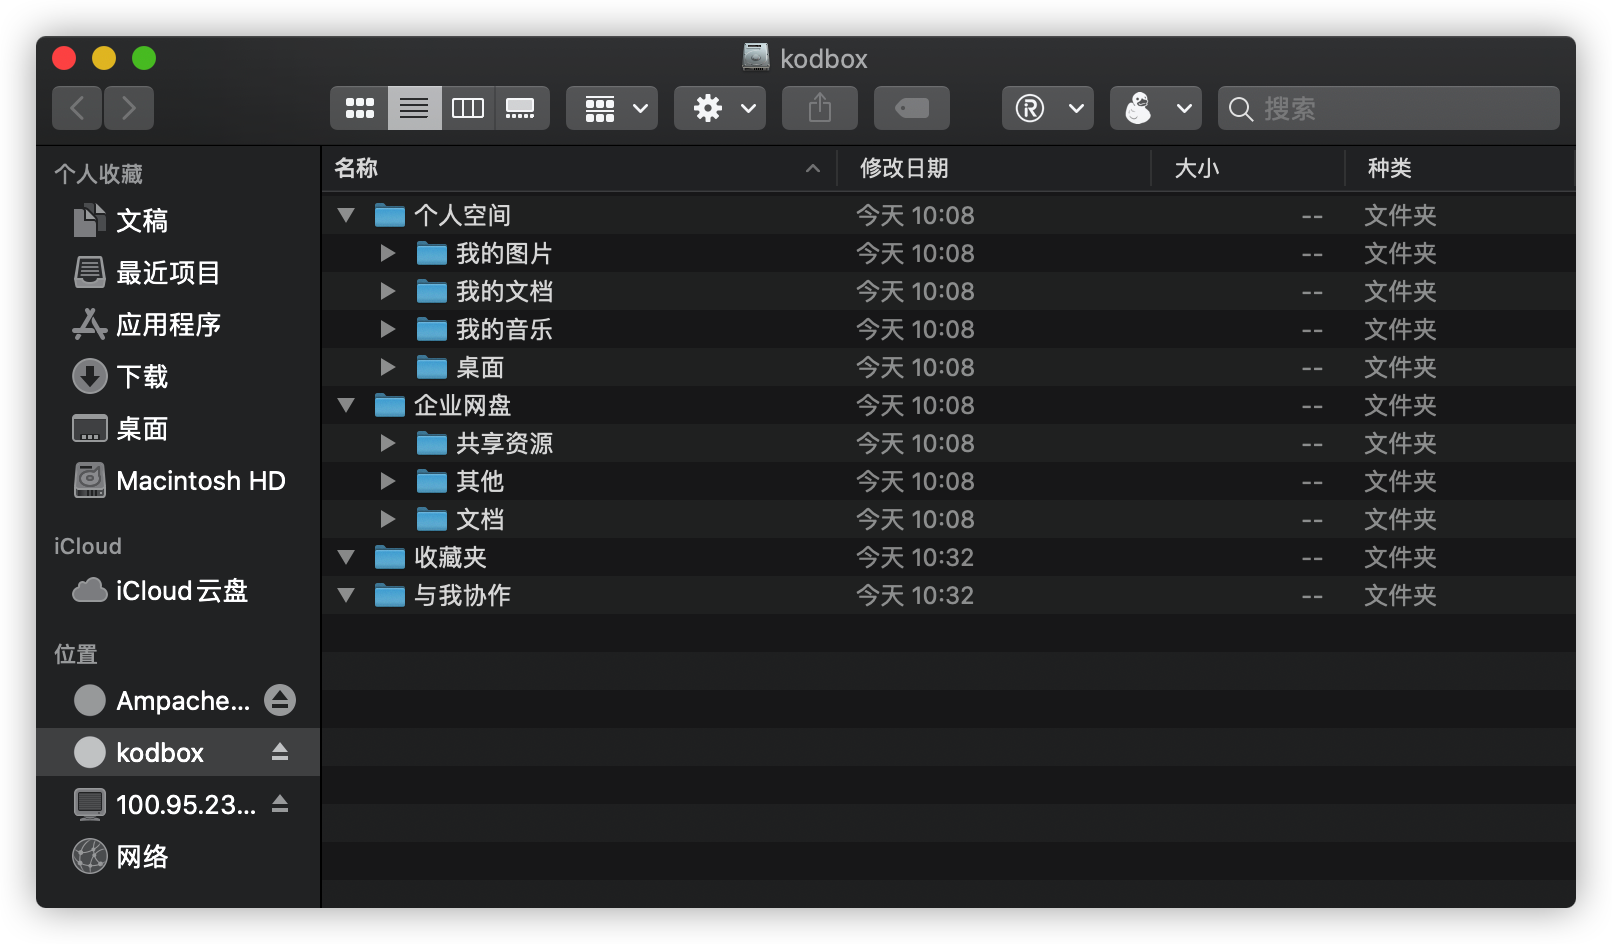 kodbox
搜索
个人收藏
文稿
最近项目
应用程序
下载
桌面
Macintosh HD
iCloud
iCloud云盘
位置
Ampache...
kodbox
100.95.23...
网络
名称 修改日期 大小 种类
个人空间 今天 10:08 -- 文件夹
我的图片 今天 10:08 -- 文件夹
我的文档 今天 10:08 -- 文件夹
我的音乐 今天 10:08 -- 文件夹
桌面 今天 10:08 -- 文件夹
企业网盘 今天 10:08 -- 文件夹
共享资源 今天 10:08 -- 文件夹
其他 今天 10:08 -- 文件夹
文档 今天 10:08 -- 文件夹
收藏夹 今天 10:32 -- 文件夹
与我协作 今天 10:32 -- 文件夹